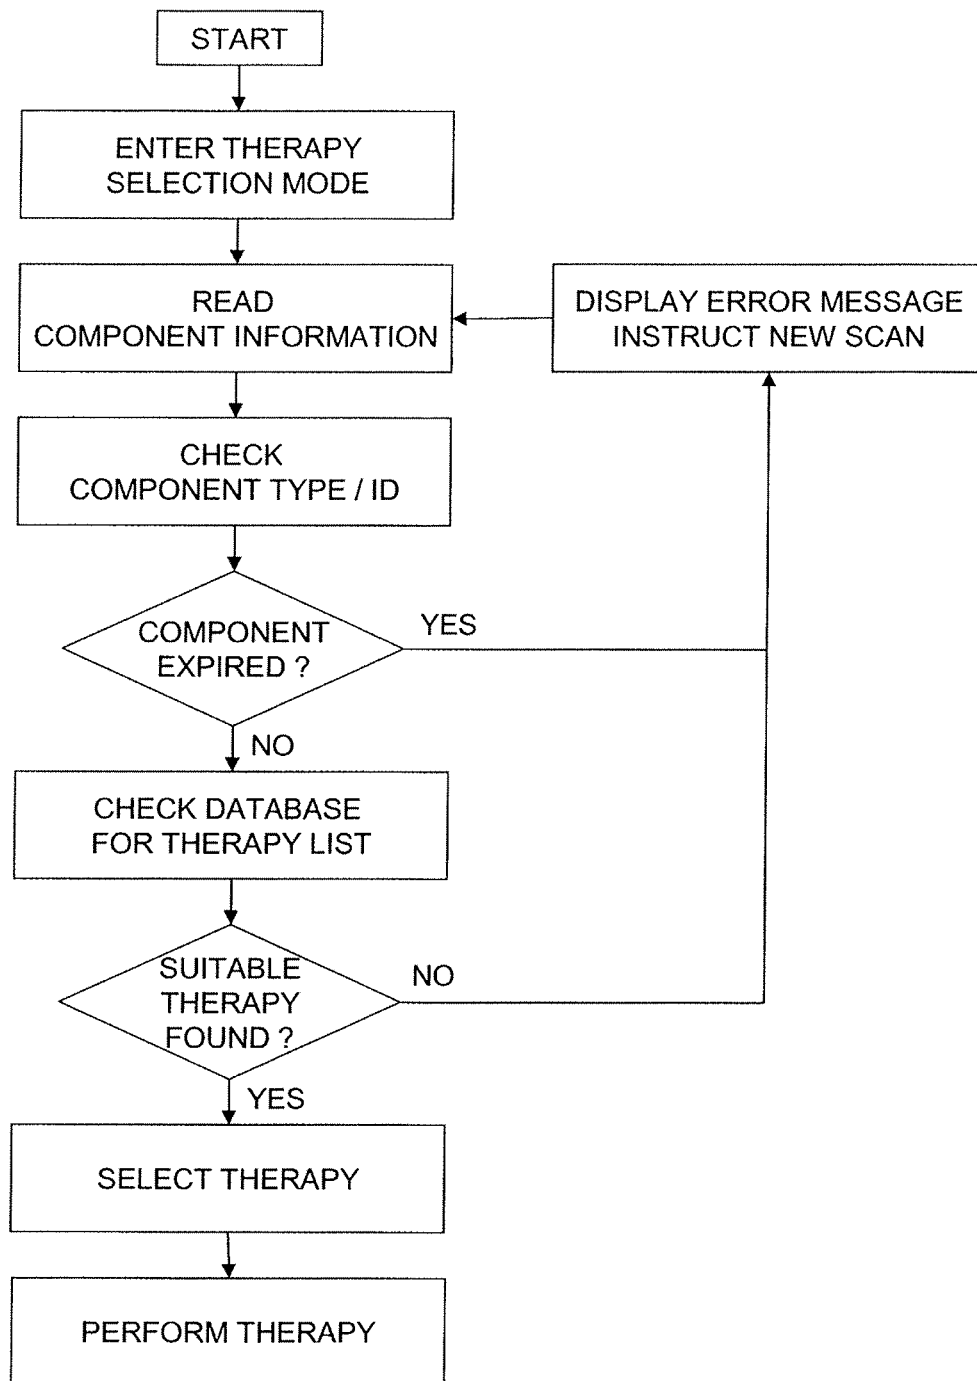 START
ENTER THERAPY
SELECTION MODE
READ
COMPONENT INFORMATION
DISPLAY ERROR MESSAGE
INSTRUCT NEW SCAN
CHECK
COMPONENT TYPE / ID
COMPONENT
EXPIRED ?
YES
NO
CHECK DATABASE
FOR THERAPY LIST
SUITABLE
THERAPY
FOUND ?
NO
YES
SELECT THERAPY
PERFORM THERAPY